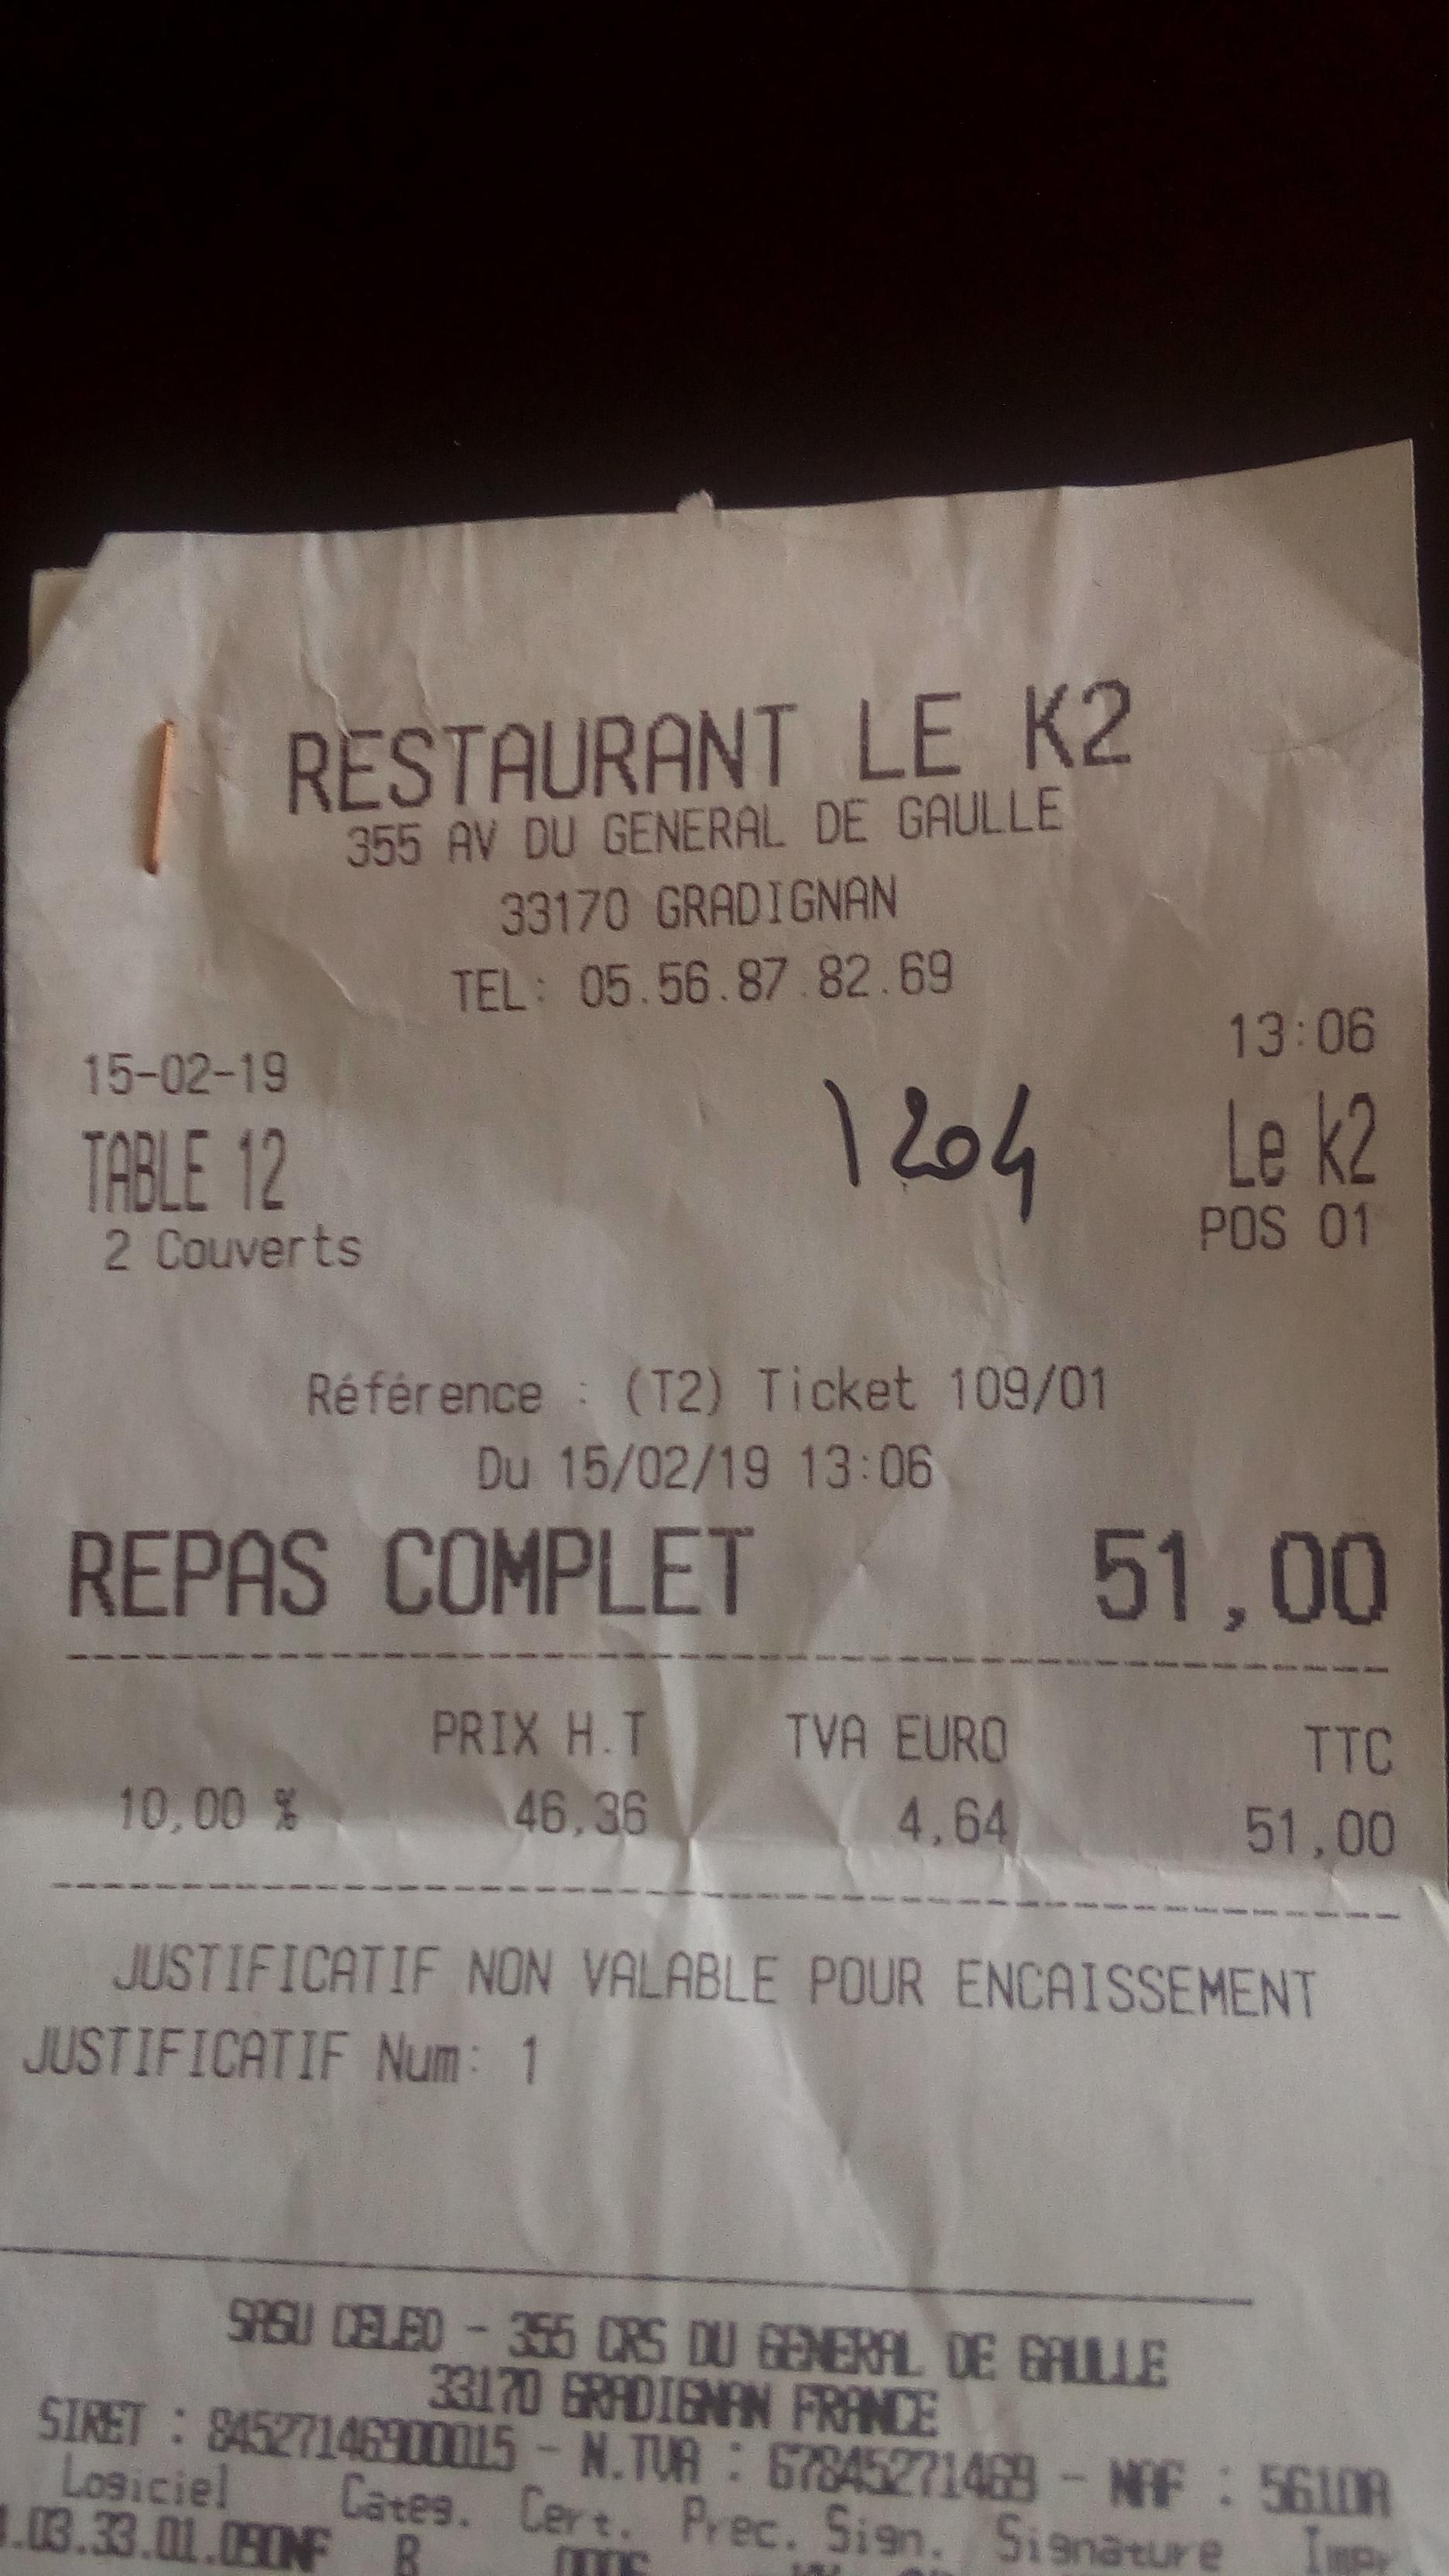 RESTAURANT LE K2
355 AV DU GENERAL DE GAULLE
33170 GRADIGNAN
TEL: 05.56.87.82.69
13:06
15-02-19
1204
TABLE 12 Le k2
2 Couverts POS 01
Référence : (T2) Ticket 109/01
Du 15/02/19 13:06
REPAS COMPLET 51,00
PRIX H.T TVA EURO TTC
10,00 % 46,36 4,64 51,00
JUSTIFICATIF NON VALABLE POUR ENCAISSEMENT
JUSTIFICATIF Num: 1
SASU CELEO - 355 CRS DU GENERAL DE GAULLE
33170 GRADIGNAN FRANCE
SIRET : 84527146900015 - N.TVA : 67845271469 - NAF : 5610A
Logiciel Categ. Cert. Prec. Sign. Signature
.03.33.01.090NF B